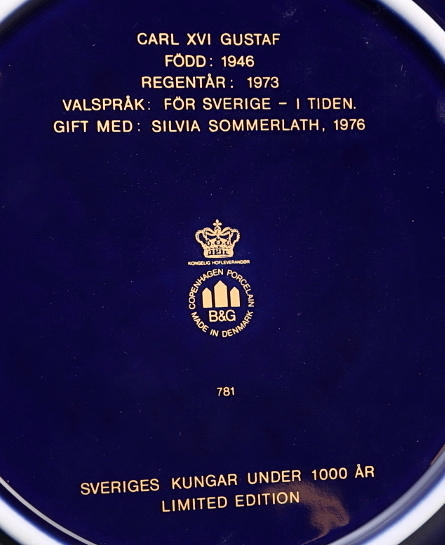 CARL XVI GUSTAF
FÖDD: 1946
REGENTÅR: 1973
VALSPRÅK: FÖR SVERIGE – I TIDEN.
GIFT MED: SILVIA SOMMERLATH, 1976
KONGELIG HOFLEVERANDØR
COPENHAGEN PORCELAIN
B&G
MADE IN DENMARK
781
SVERIGES KUNGAR UNDER 1000 ÅR
LIMITED EDITION